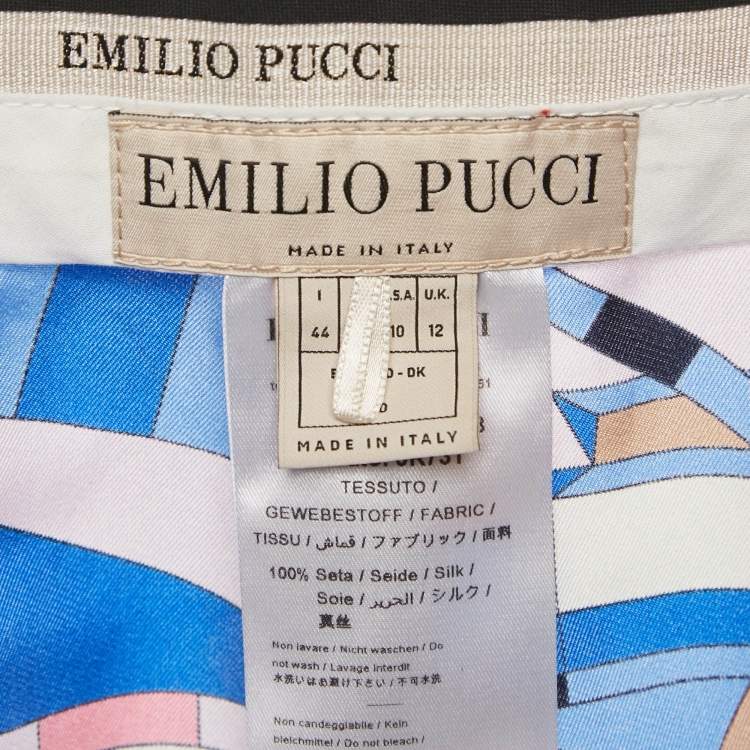 EMILIO PUCCI
EMILIO PUCCI
MADE IN ITALY
I .S.A. U.K.
44 10 12
- DK
MADE IN ITALY
TESSUTO /
GEWEBESTOFF / FABRIC /
TISSU / قماش / ファブリック / 面料
100% Seta / Seide / Silk /
Soie / الحرير / シルク /
真丝
Non lavare / Nicht waschen / Do
not wash / Lavage interdit
水洗いはお避け下さい / 不可水洗
Non candeggiabile / Kein
bleichmittel / Do not bleach /